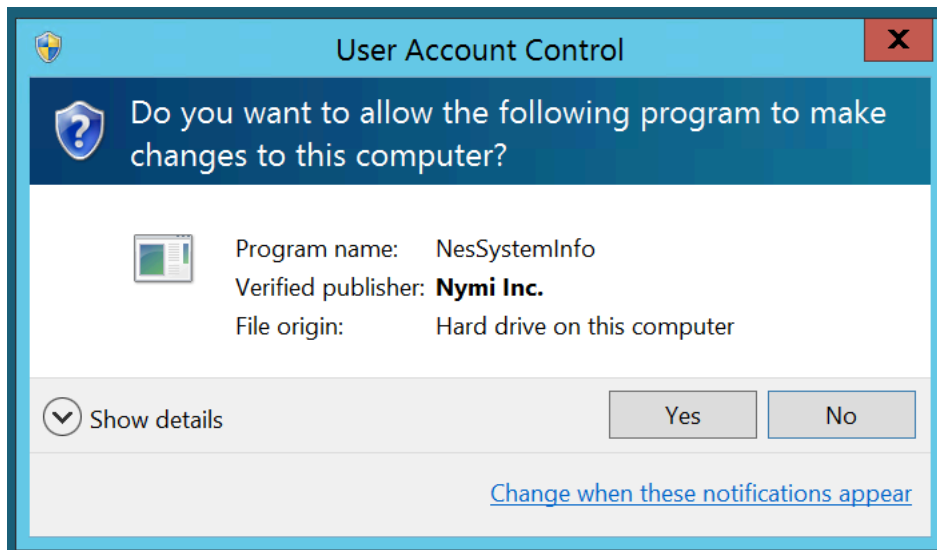 User Account Control
X
Do you want to allow the following program to make
changes to this computer?
Program name: NesSystemInfo
Verified publisher: Nymi Inc.
File origin: Hard drive on this computer
Show details
Yes
No
Change when these notifications appear